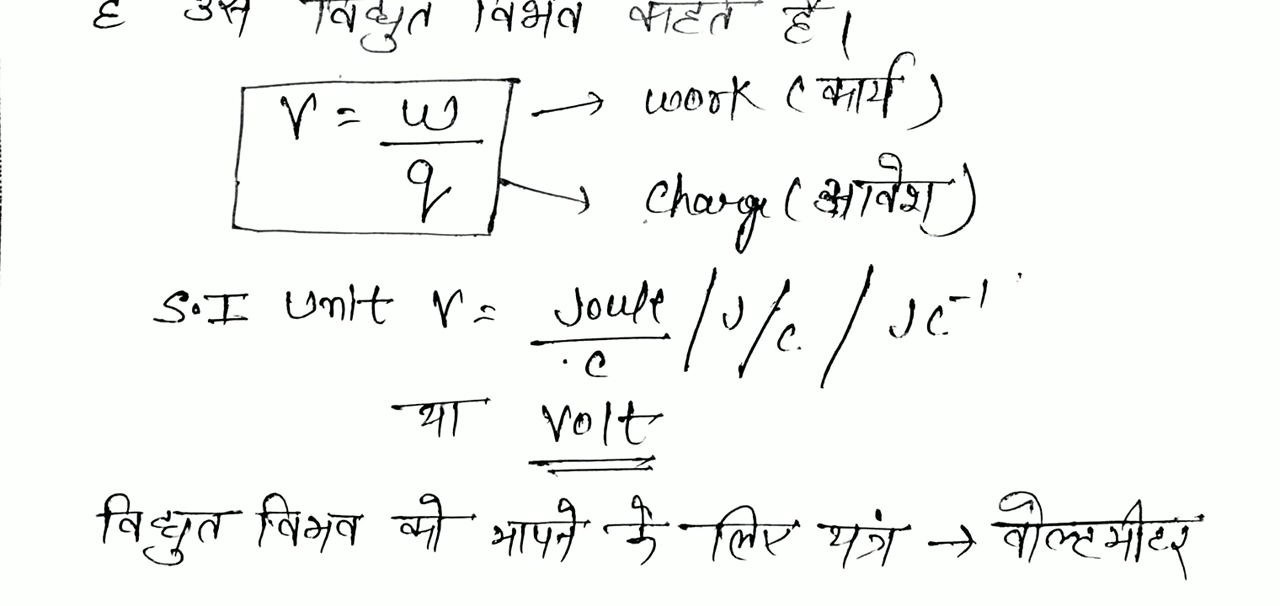 है उसे विद्युत विभव कहते हैं।
V = w/q → work (कार्य)
→ charge (आवेश)
S.I Unit V = Joule/C / J/C / JC⁻¹
या Volt
विद्युत विभव को मापने के लिए यंत्र → वोल्टमीटर